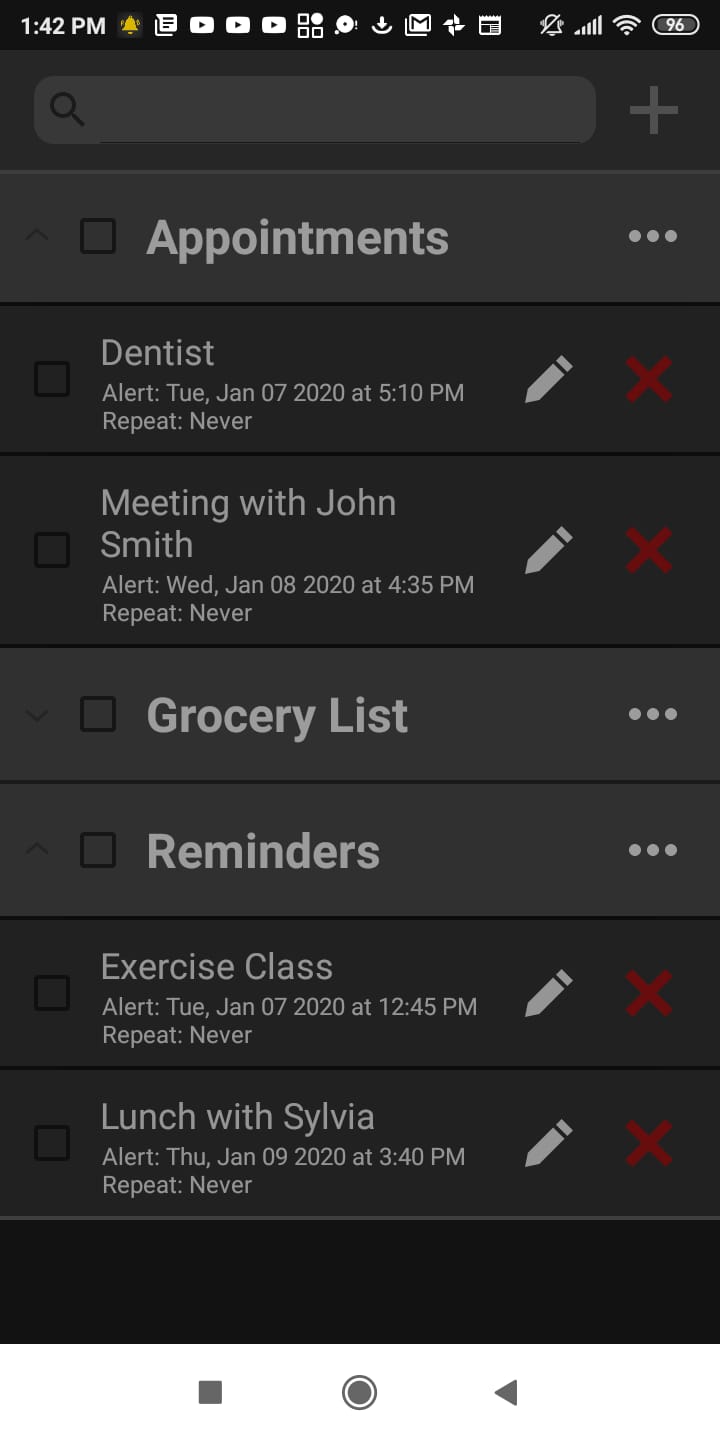 1:42 PM 96
Appointments
Dentist
Alert: Tue, Jan 07 2020 at 5:10 PM
Repeat: Never
Meeting with John
Smith
Alert: Wed, Jan 08 2020 at 4:35 PM
Repeat: Never
Grocery List
Reminders
Exercise Class
Alert: Tue, Jan 07 2020 at 12:45 PM
Repeat: Never
Lunch with Sylvia
Alert: Thu, Jan 09 2020 at 3:40 PM
Repeat: Never